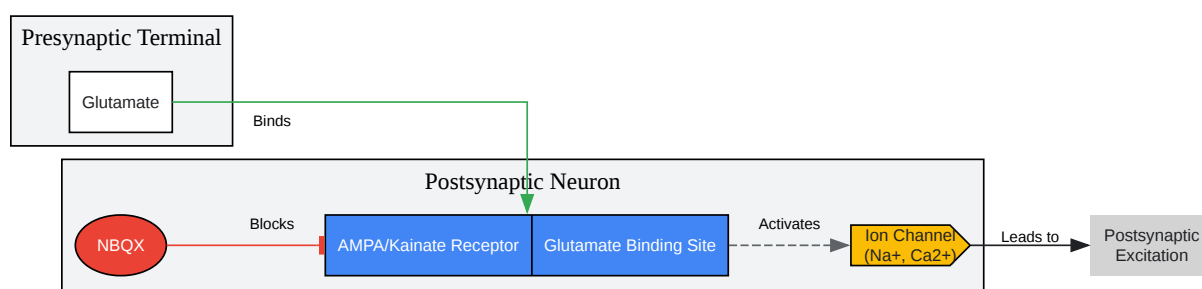 Presynaptic Terminal
Glutamate
Binds
Postsynaptic Neuron
NBQX
Blocks
AMPA/Kainate Receptor
Glutamate Binding Site
Activates
Ion Channel
(Na+, Ca2+)
Leads to
Postsynaptic
Excitation